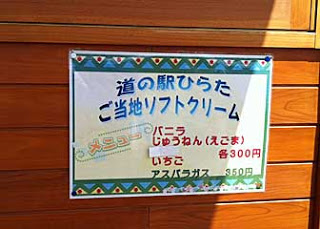 道の駅ひらた
ご当地ソフトクリーム
メニュー
バニラ
じゅうねん(えごま)
各300円
いちご
アスパラガス 350円